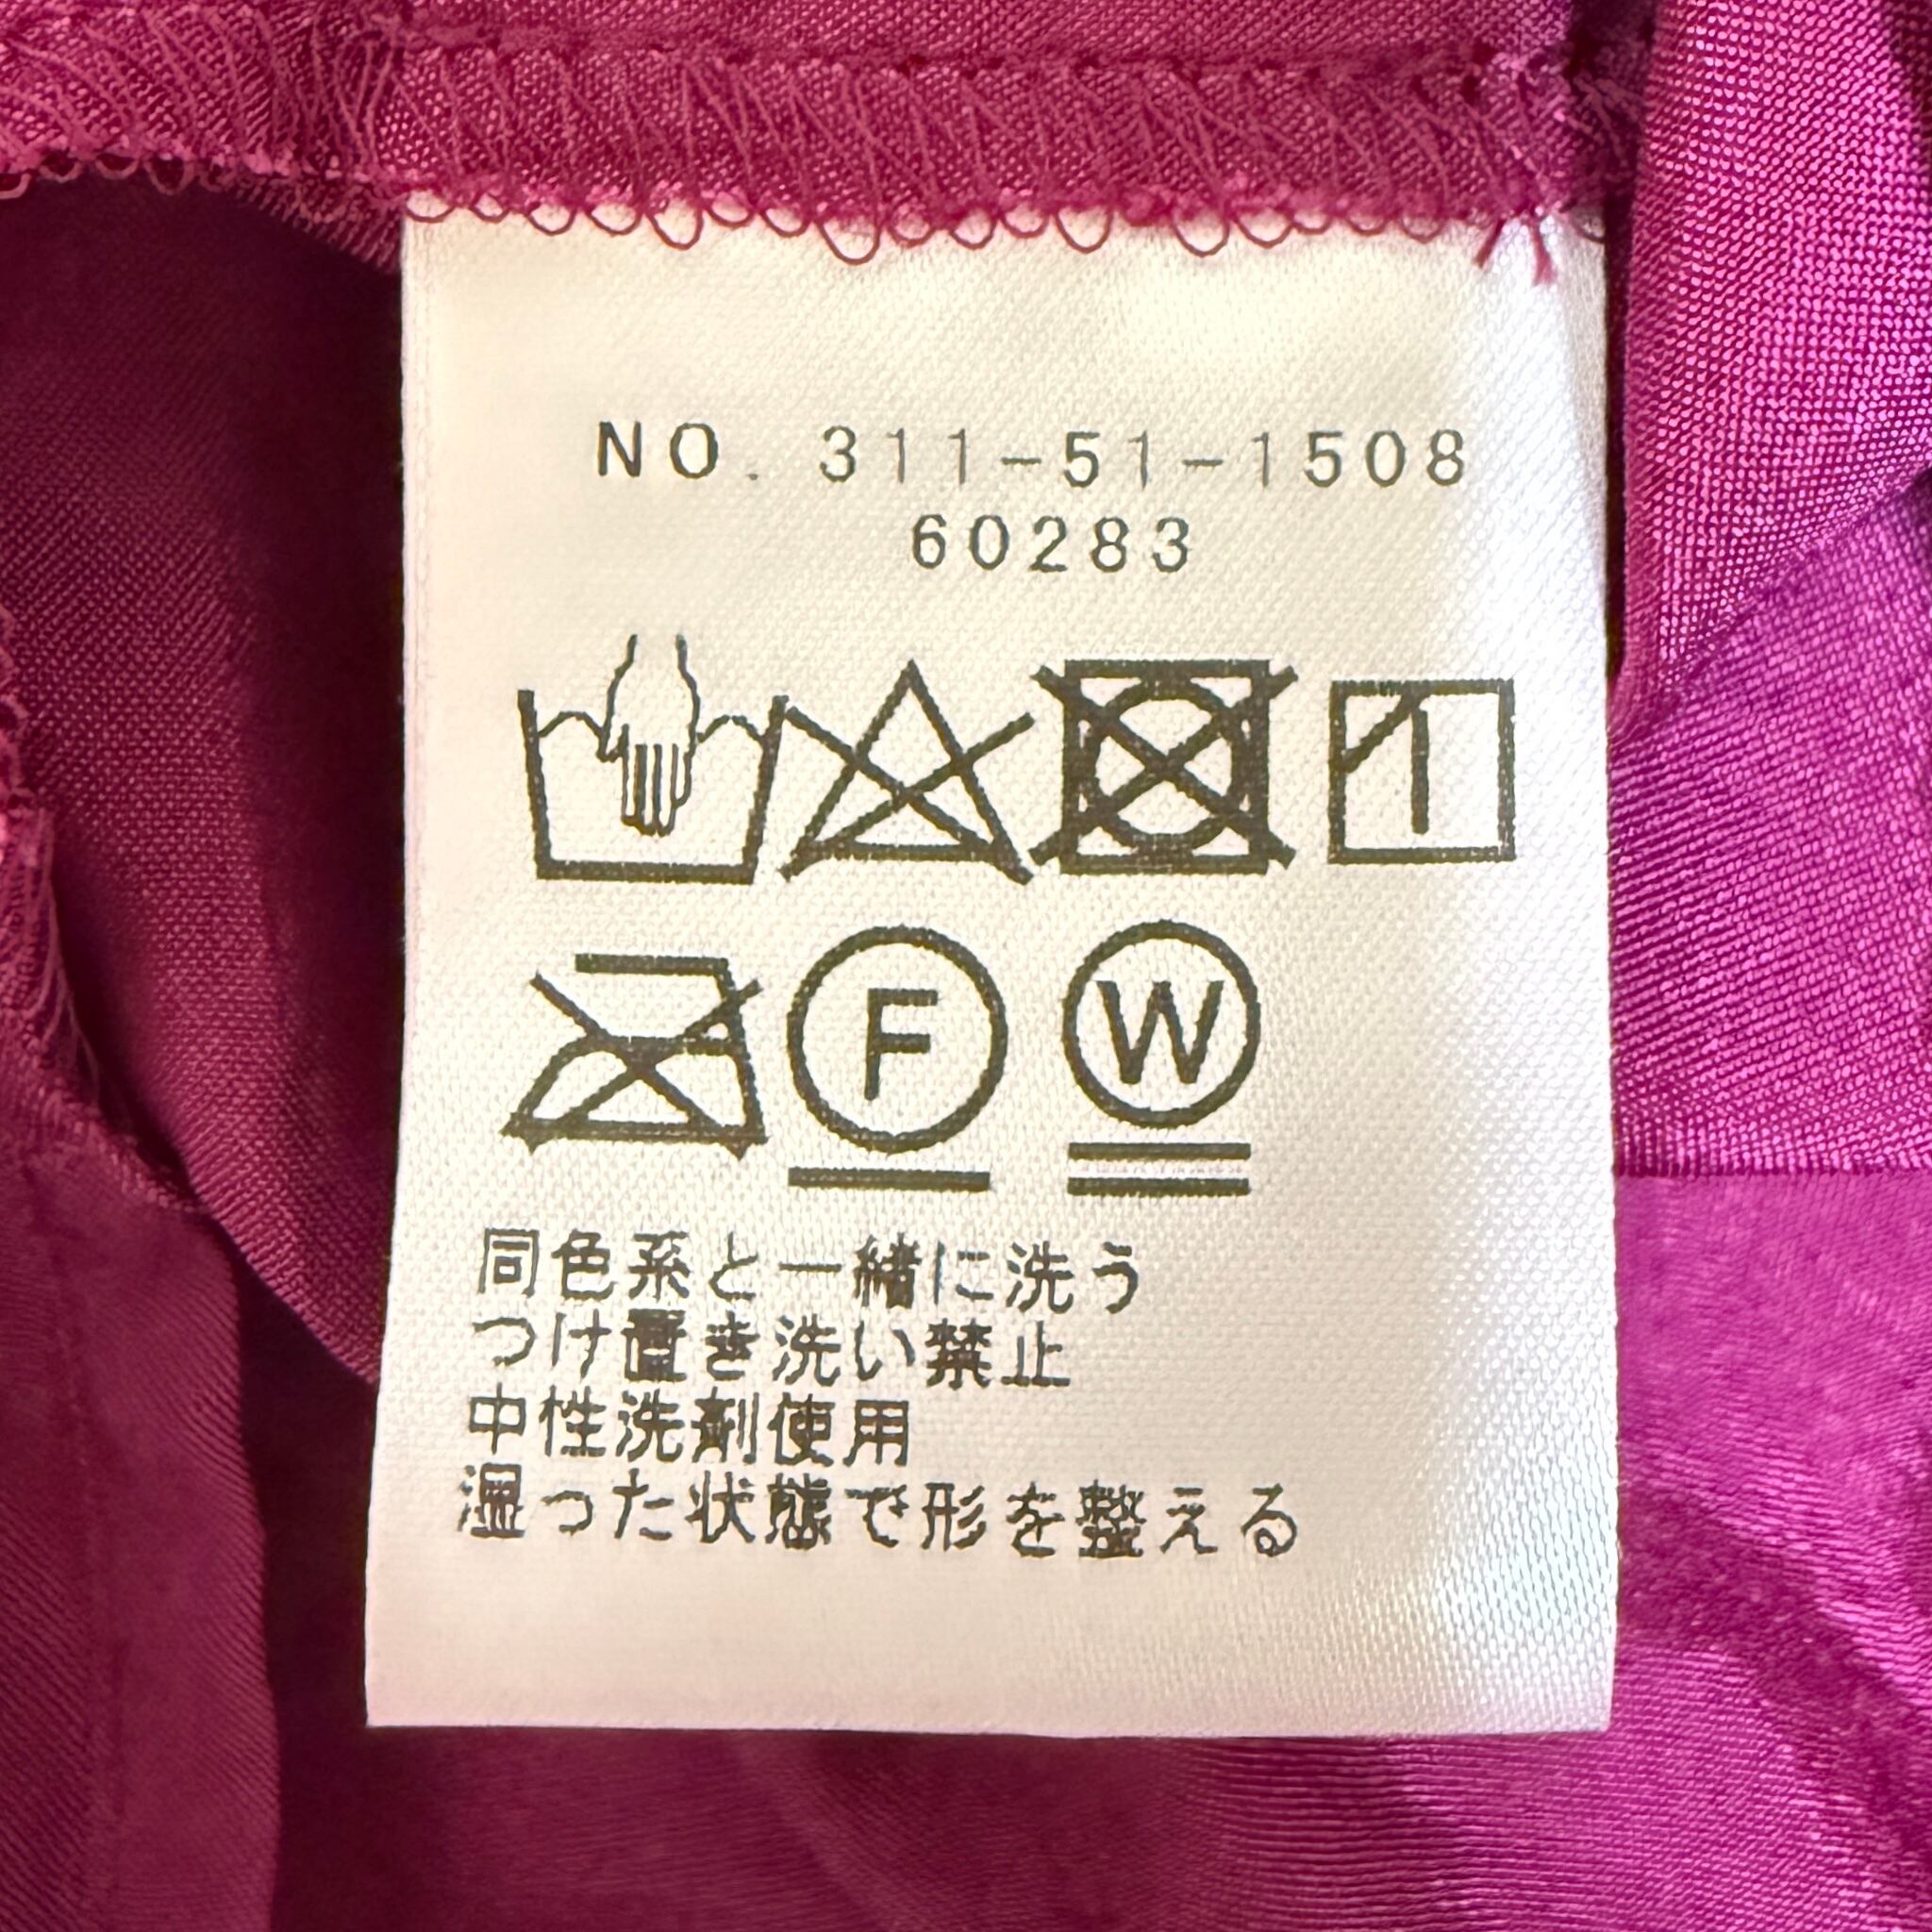 NO. 311-51-1508
60283
F W
同色系と一緒に洗う
つけ置き洗い禁止
中性洗剤使用
湿った状態で形を整える